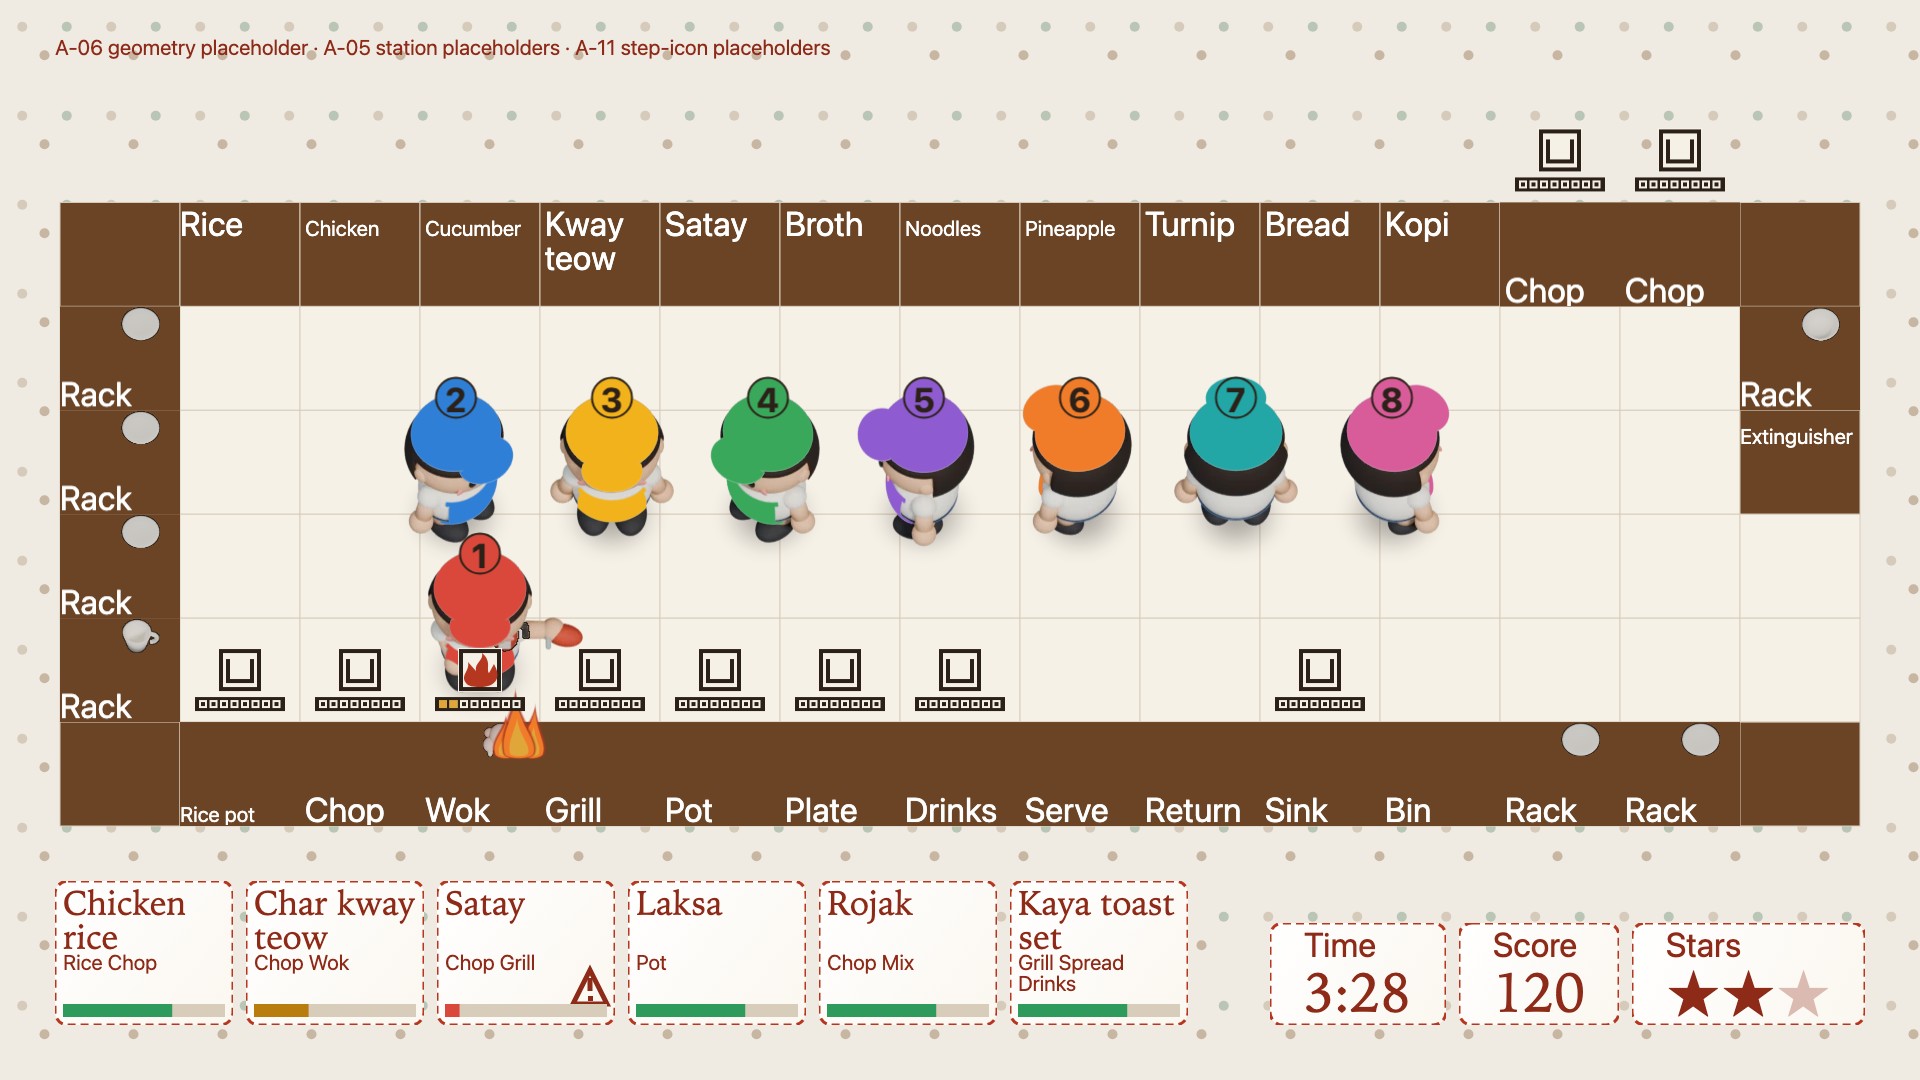 A-06 geometry placeholder · A-05 station placeholders · A-11 step-icon placeholders
Rice
Chicken
Cucumber
Kway
teow
Satay
Broth
Noodles
Pineapple
Turnip
Bread
Kopi
Chop
Chop
Rack
Rack
Rack
Rack
Rack
Extinguisher
2
3
4
5
6
7
8
1
Rice pot
Chop
Wok
Grill
Pot
Plate
Drinks
Serve
Return
Sink
Bin
Rack
Rack
Chicken
rice
Rice Chop
Char kway
teow
Chop Wok
Satay
Chop Grill
Laksa
Pot
Rojak
Chop Mix
Kaya toast
set
Grill Spread
Drinks
Time
3:28
Score
120
Stars